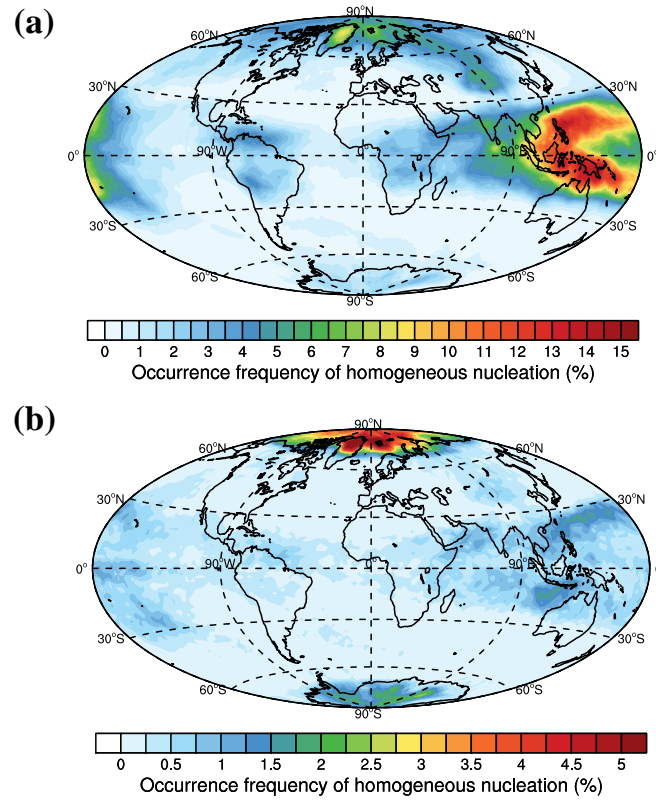 (a)
90°N
60°N
60°N
30°N
30°N
0°
90°W
0°
90°E
0°
30°S
30°S
60°S
60°S
90°S
0 1 2 3 4 5 6 7 8 9 10 11 12 13 14 15
Occurrence frequency of homogeneous nucleation (%)
(b)
90°N
60°N
60°N
30°N
30°N
0°
90°W
0°
90°E
0°
30°S
30°S
60°S
60°S
90°S
0 0.5 1 1.5 2 2.5 3 3.5 4 4.5 5
Occurrence frequency of homogeneous nucleation (%)